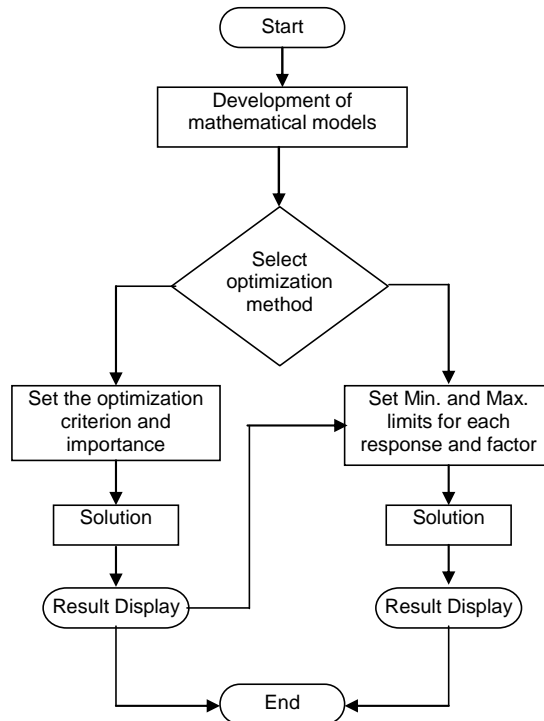 Start
Development of
mathematical models
Select
optimization
method
Set the optimization
criterion and
importance
Set Min. and Max.
limits for each
response and factor
Solution
Solution
Result Display
Result Display
End